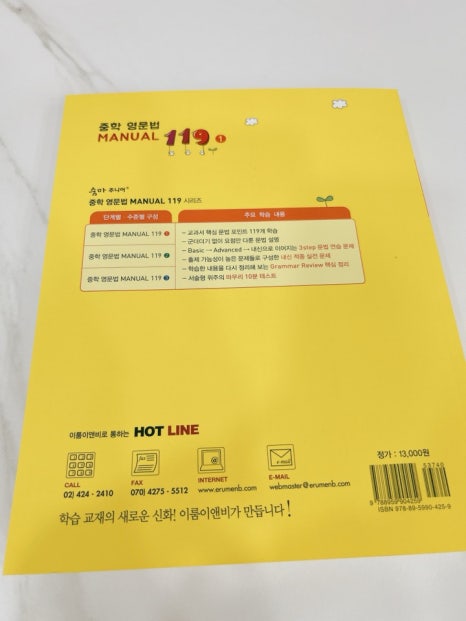 중학 영문법
MANUAL 119 1
숨마 주니어™
중학 영문법 MANUAL 119 시리즈
단계별 수준별 구성
주요 학습 내용
중학 영문법 MANUAL 119 1
중학 영문법 MANUAL 119 2
중학 영문법 MANUAL 119 3
– 교과서 핵심 문법 포인트 119개 학습
– 군더더기 없이 요점만 다룬 문법 설명
– Basic → Advanced → 내신으로 이어지는 3step 문법 연습 문제
– 출제 가능성이 높은 문제들로 구성한 내신 적중 실전 문제
– 학습한 내용을 다시 정리해 보는 Grammar Review 핵심 정리
– 서술형 위주의 마무리 10분 테스트
이룸이앤비로 통하는 HOT LINE
CALL
02) 424 - 2410
FAX
070) 4275 - 5512
INTERNET
www.erumenb.com
e-mail
E-MAIL
webmaster@erumenb.com
정가 : 13,000원
53740
9 788959 904259
ISBN 978-89-5990-425-9
학습 교재의 새로운 신화! 이룸이앤비가 만듭니다!